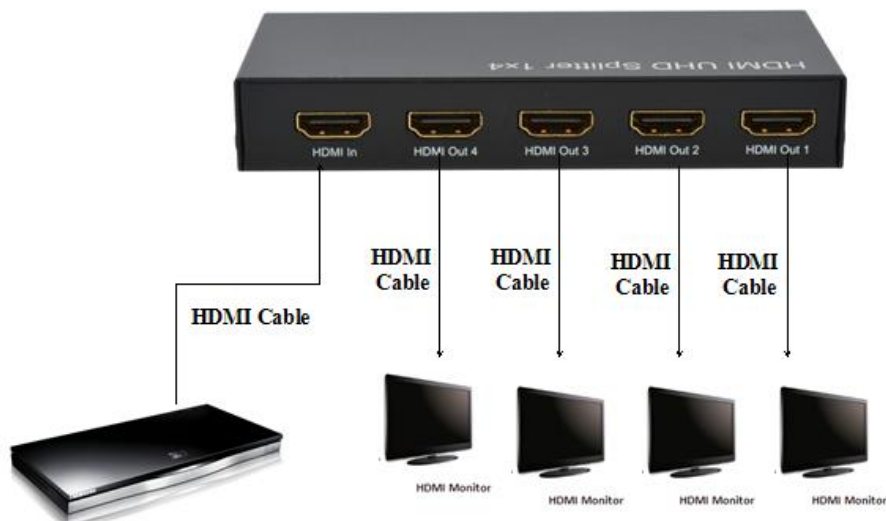 HDMI UHD Splitter 1x4
HDMI In
HDMI Out 4
HDMI Out 3
HDMI Out 2
HDMI Out 1
HDMI
Cable
HDMI
Cable
HDMI
Cable
HDMI
Cable
HDMI Cable
HDMI Monitor
HDMI Monitor
HDMI Monitor
HDMI Monitor